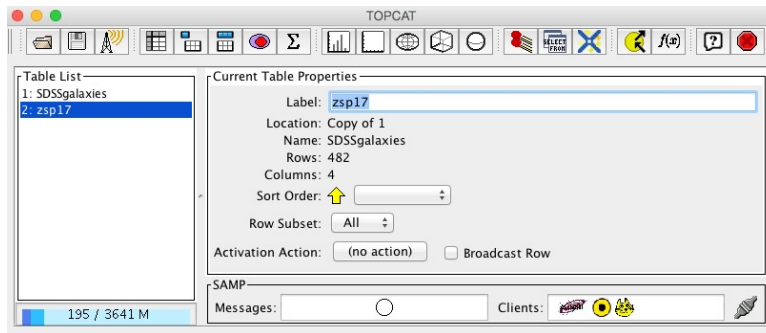 TOPCAT
Σ
SELECT FROM
f(x)
?
Table List
1: SDSSgalaxies
2: zsp17
Current Table Properties
Label: zsp17
Location: Copy of 1
Name: SDSSgalaxies
Rows: 482
Columns: 4
Sort Order:
Row Subset: All
Activation Action: (no action) Broadcast Row
SAMP
Messages: Clients:
195 / 3641 M